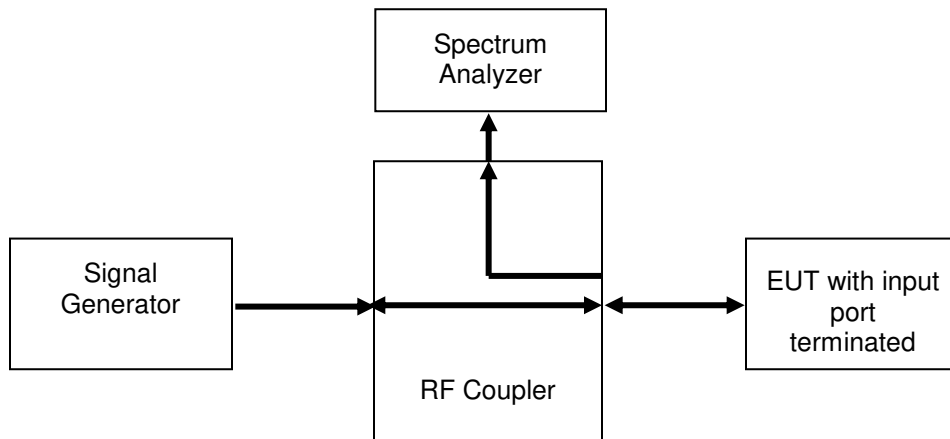 Spectrum
Analyzer
Signal
Generator
EUT with input
port
terminated
RF Coupler